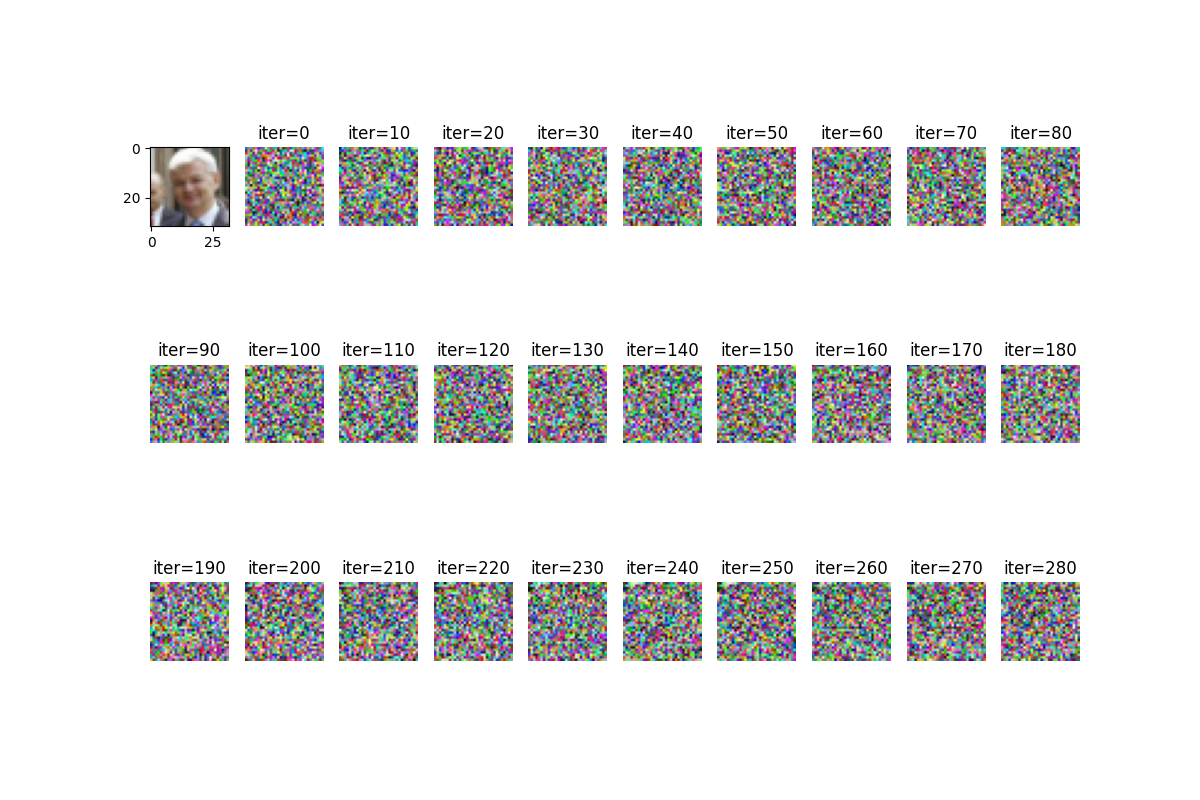 iter=0 iter=10 iter=20 iter=30 iter=40 iter=50 iter=60 iter=70 iter=80
0
20
0 25
iter=90 iter=100 iter=110 iter=120 iter=130 iter=140 iter=150 iter=160 iter=170 iter=180
iter=190 iter=200 iter=210 iter=220 iter=230 iter=240 iter=250 iter=260 iter=270 iter=280